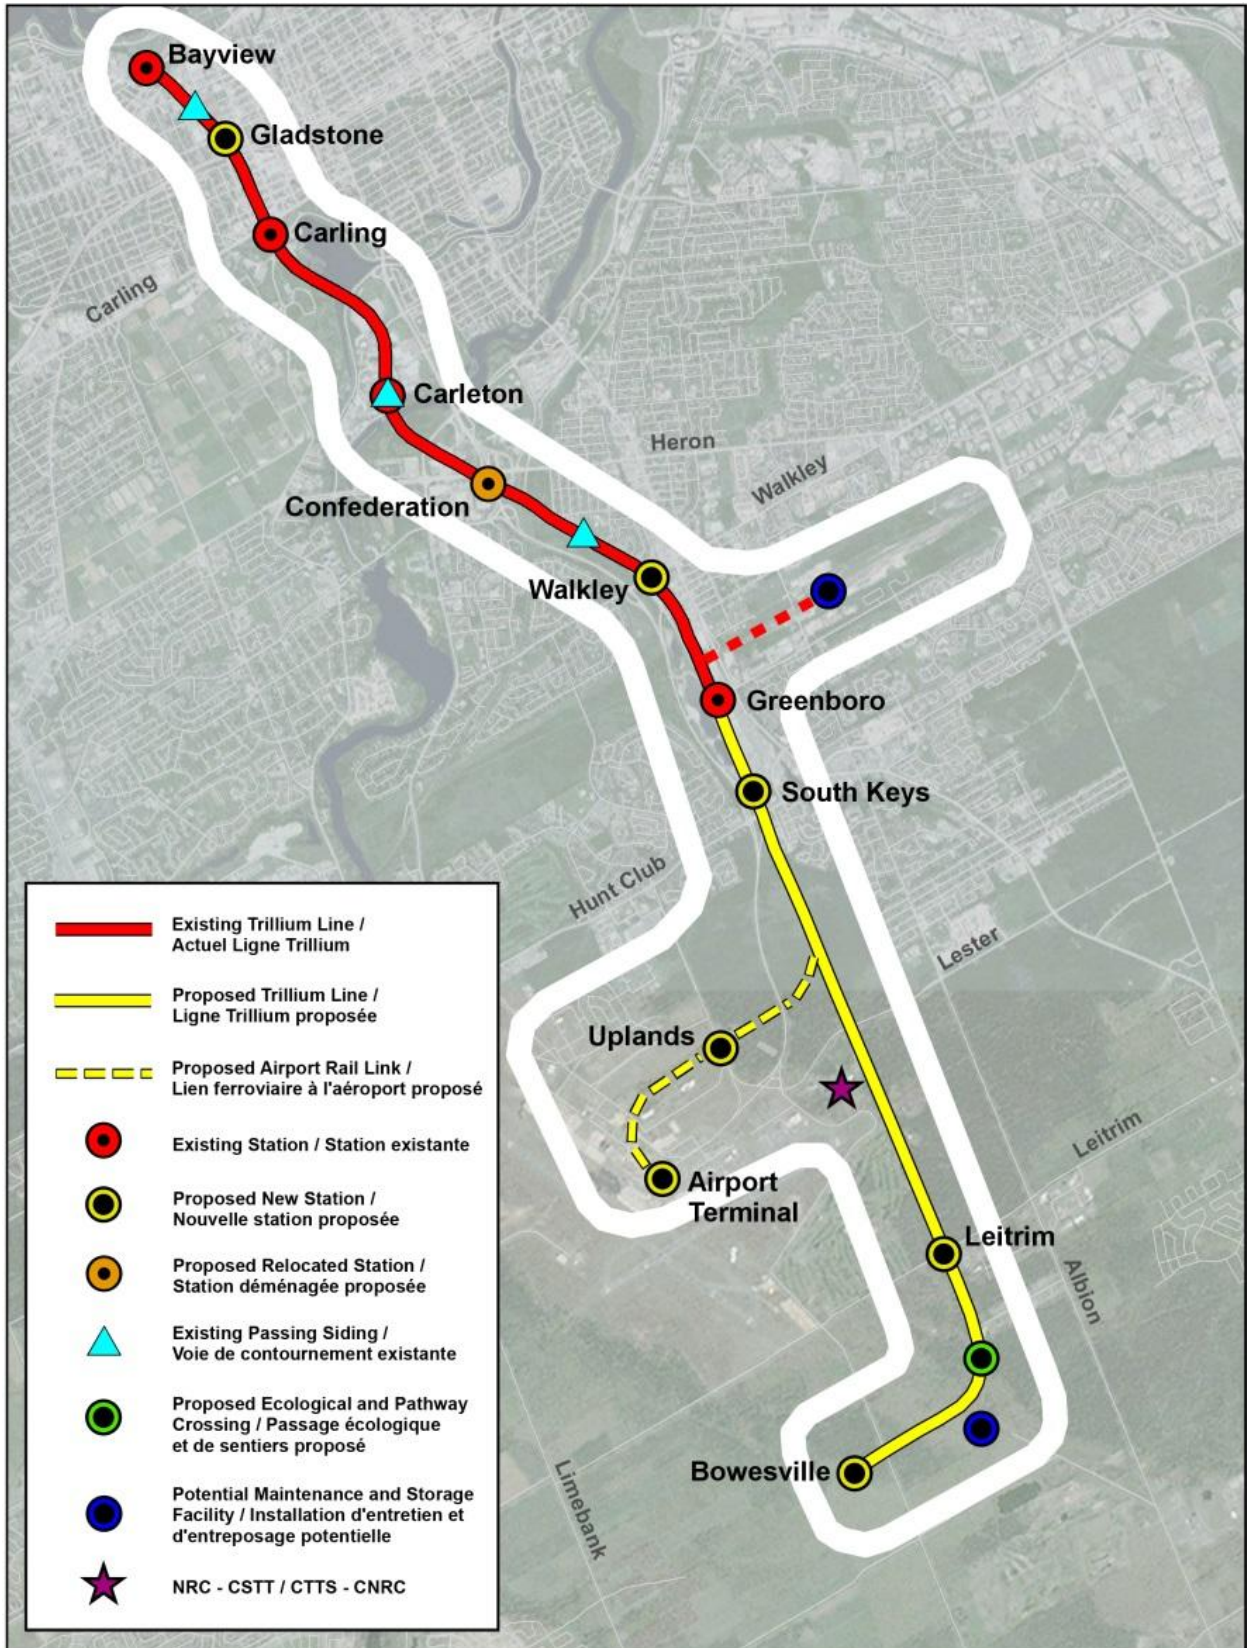 Bayview
Gladstone
Carling
Carling
Carleton
Heron
Walkley
Confederation
Walkley
Greenboro
South Keys
Hunt Club
Lester
Uplands
Leitrim
Airport
Terminal
Leitrim
Albion
Bowesville
Limebank
Existing Trillium Line /
Actuel Ligne Trillium
Proposed Trillium Line /
Ligne Trillium proposée
Proposed Airport Rail Link /
Lien ferroviaire à l'aéroport proposé
Existing Station / Station existante
Proposed New Station /
Nouvelle station proposée
Proposed Relocated Station /
Station déménagée proposée
Existing Passing Siding /
Voie de contournement existante
Proposed Ecological and Pathway
Crossing / Passage écologique
et de sentiers proposé
Potential Maintenance and Storage
Facility / Installation d'entretien et
d'entreposage potentielle
NRC - CSTT / CTTS - CNRC